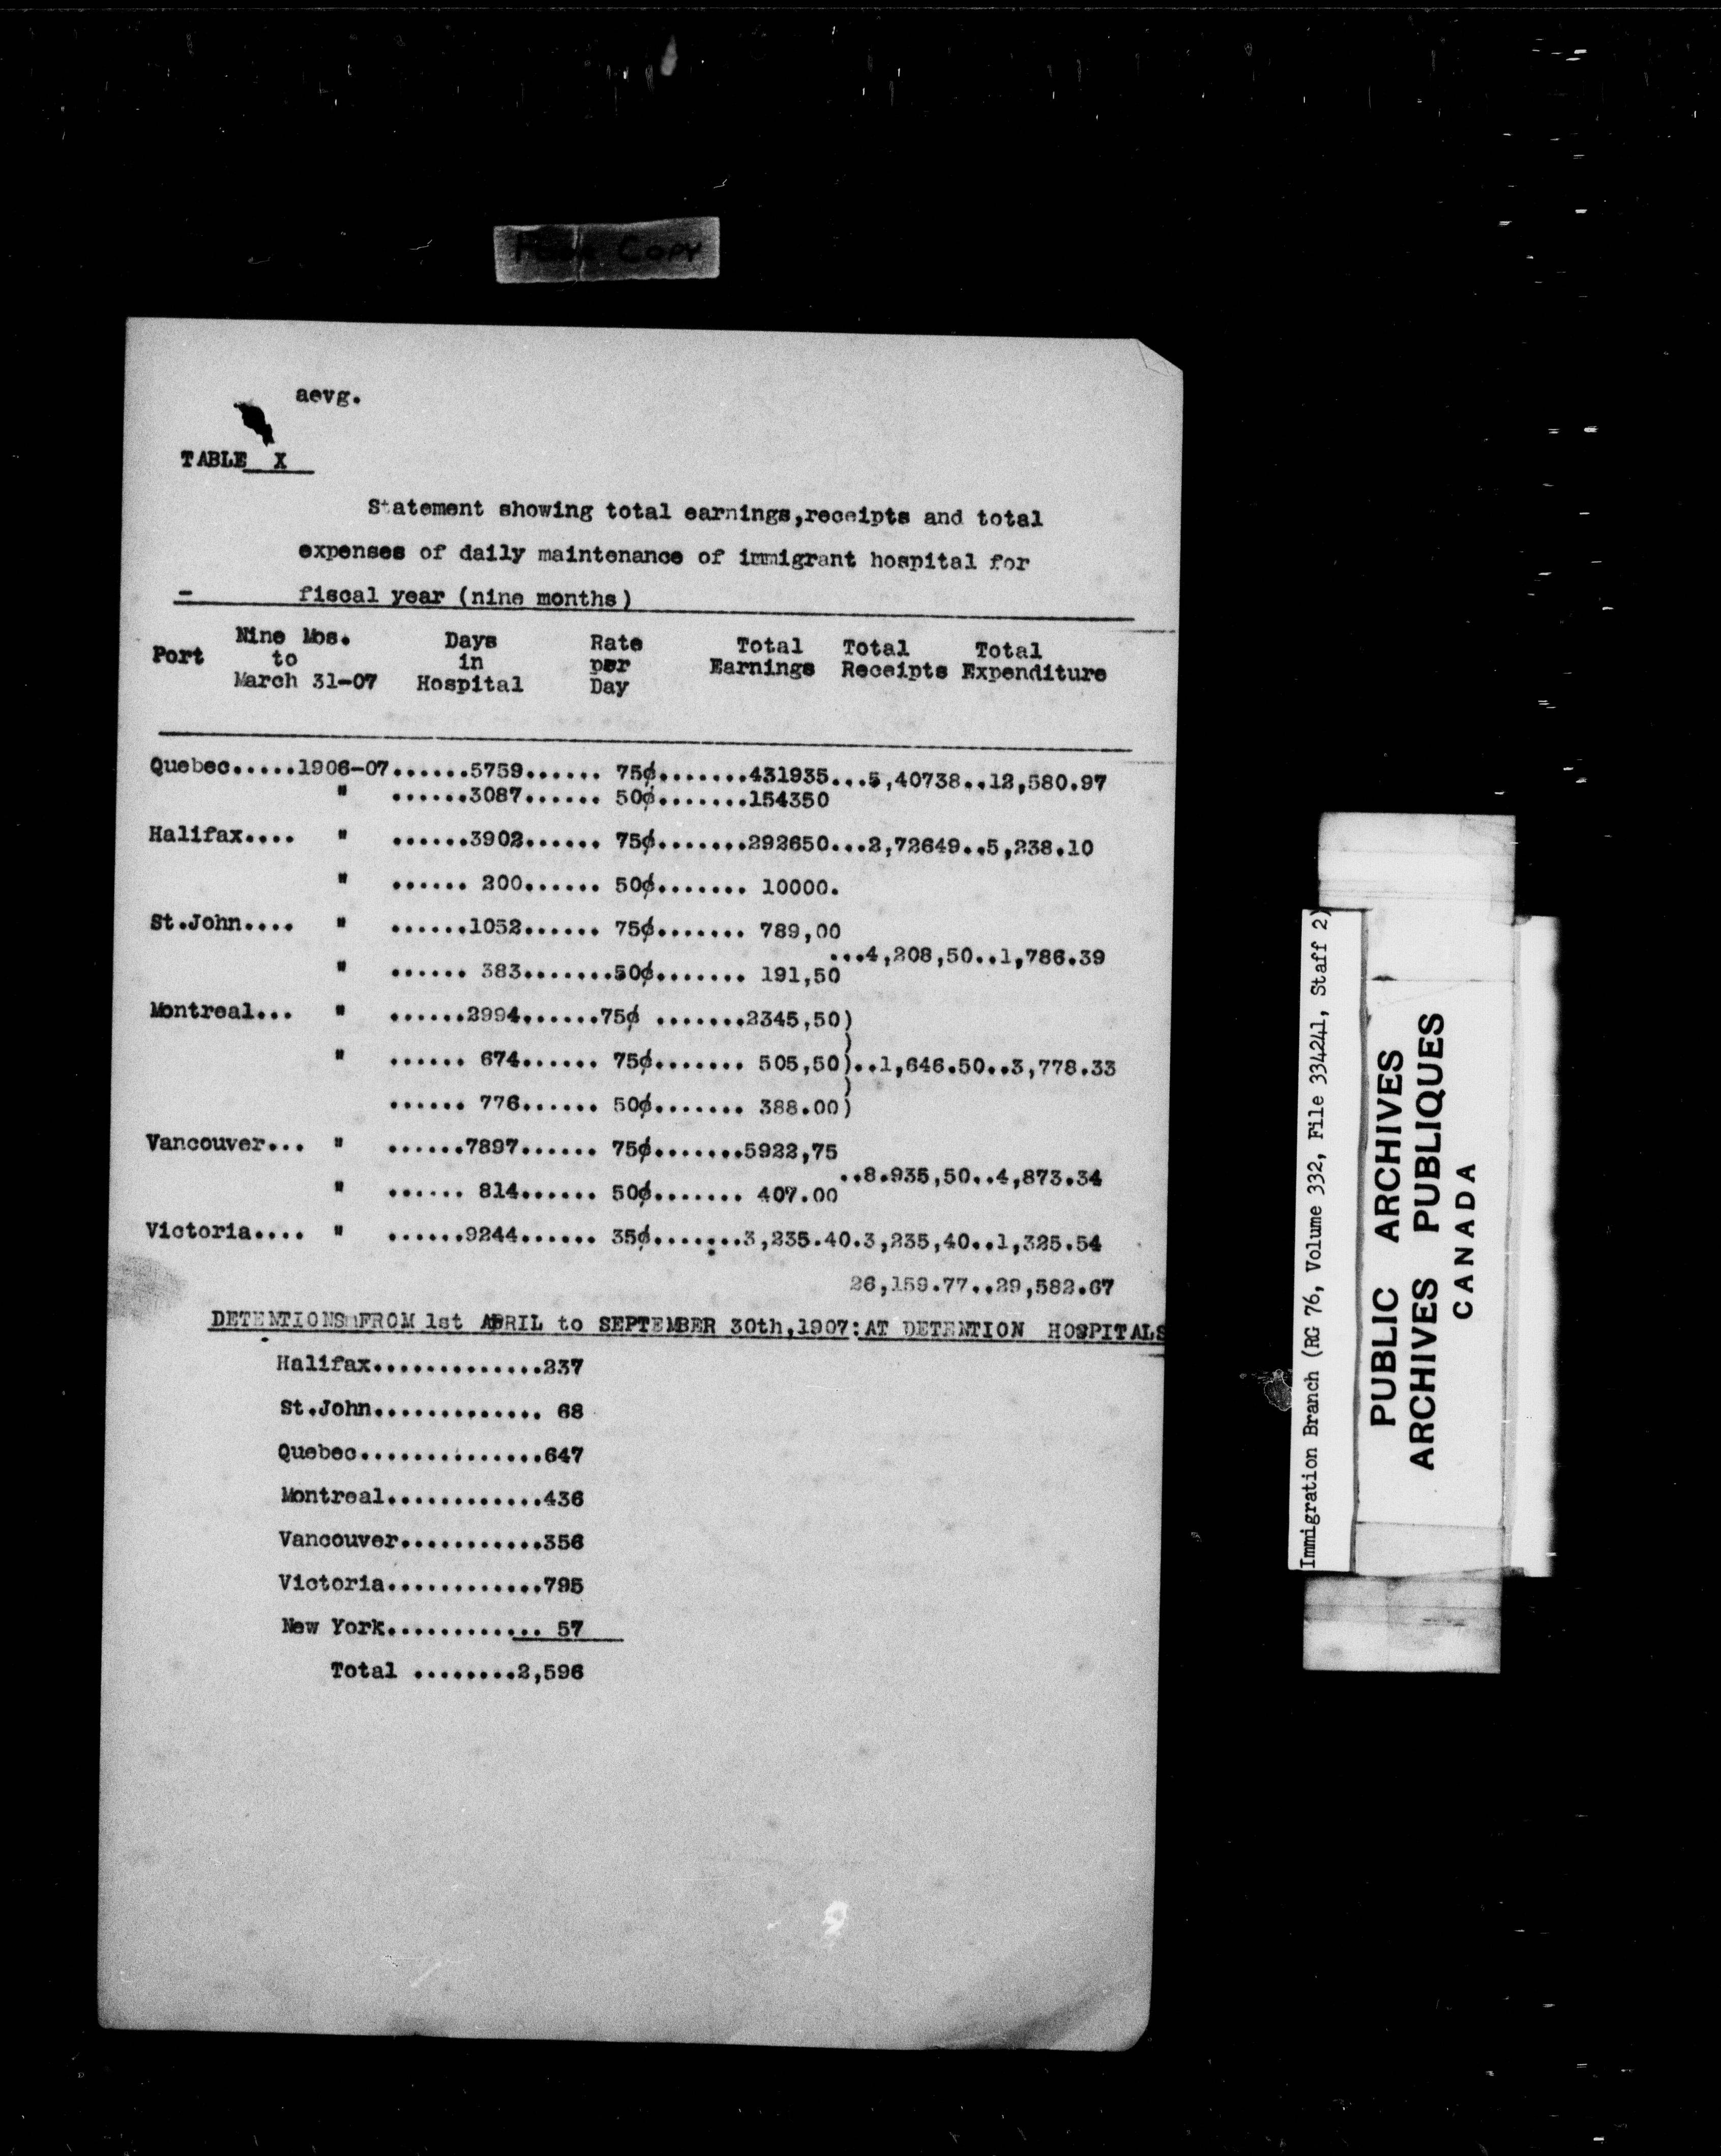 Copy
aevg.
TABLE X
Statement showing total earnings,receipts and total
expenses of daily maintenance of immigrant hospital for
- fiscal year (nine months)
Port Nine Mos. to March 31-07 Days in Hospital Rate per Day Total Earnings Total Receipts Total Expenditure
Quebec.....1906-07......5759...... 75¢.......431935...5,40738..12,580.97
" ......3087...... 50¢.......154350
Halifax.... " ......3902...... 75¢.......292650...2,72649..5,238.10
" ...... 200...... 50¢....... 10000.
St.John.... " ......1052...... 75¢....... 789,00
...4,208,50..1,786.39
" ...... 383.......50¢....... 191,50
Montreal... " ......2994......75¢ .......2345,50)
)
" ...... 674...... 75¢....... 505,50)..1,646.50..3,778.33
)
...... 776...... 50¢....... 388.00)
Vancouver... " ......7897...... 75¢.......5922,75
..8.935,50..4,873.34
" ...... 814...... 50¢....... 407.00
Victoria.... " ......9244...... 35¢.......3,235.40.3,235,40..1,325.54
26,159.77..29,582.67
DETENTIONS FROM 1st APRIL to SEPTEMBER 30th,1907:AT DETENTION HOSPITALS
Halifax.............237
St.John............. 68
Quebec..............647
Montreal............436
Vancouver...........356
Victoria............795
New York............ 57
Total ........2,596
9
Immigration Branch (RG 76, Volume 332, File 334241, Staff 2)
PUBLIC ARCHIVES
ARCHIVES PUBLIQUES
CANADA